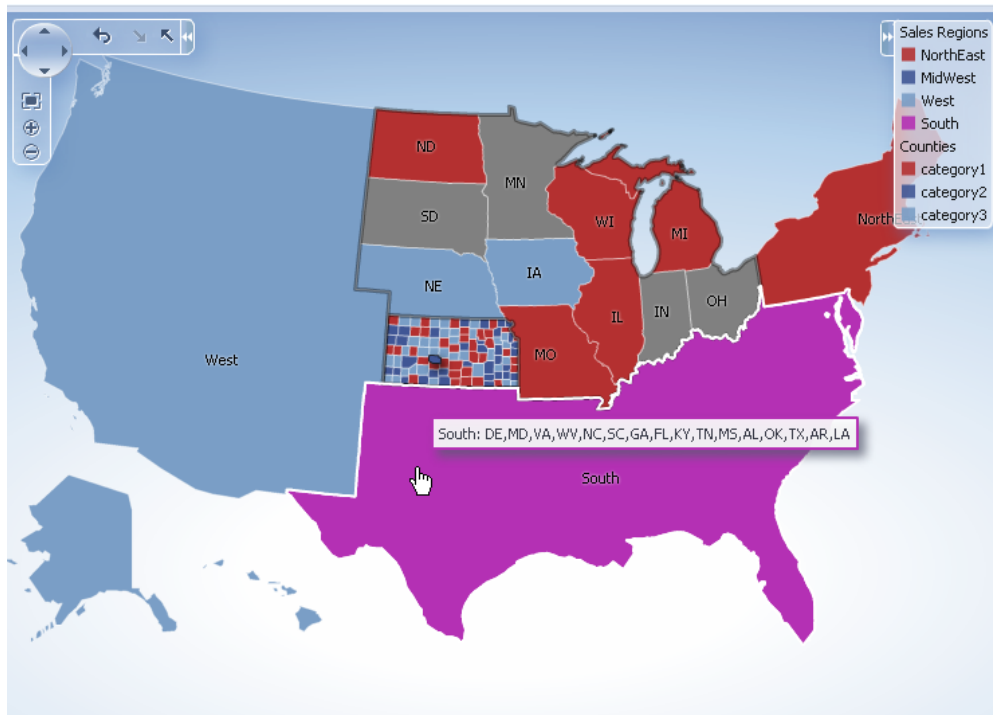 Sales Regions
NorthEast
MidWest
West
South
Counties
category1
category2
category3
ND
MN
SD
WI
MI
NorthE
IA
NE
IN
OH
IL
MO
West
South: DE,MD,VA,WV,NC,SC,GA,FL,KY,TN,MS,AL,OK,TX,AR,LA
South